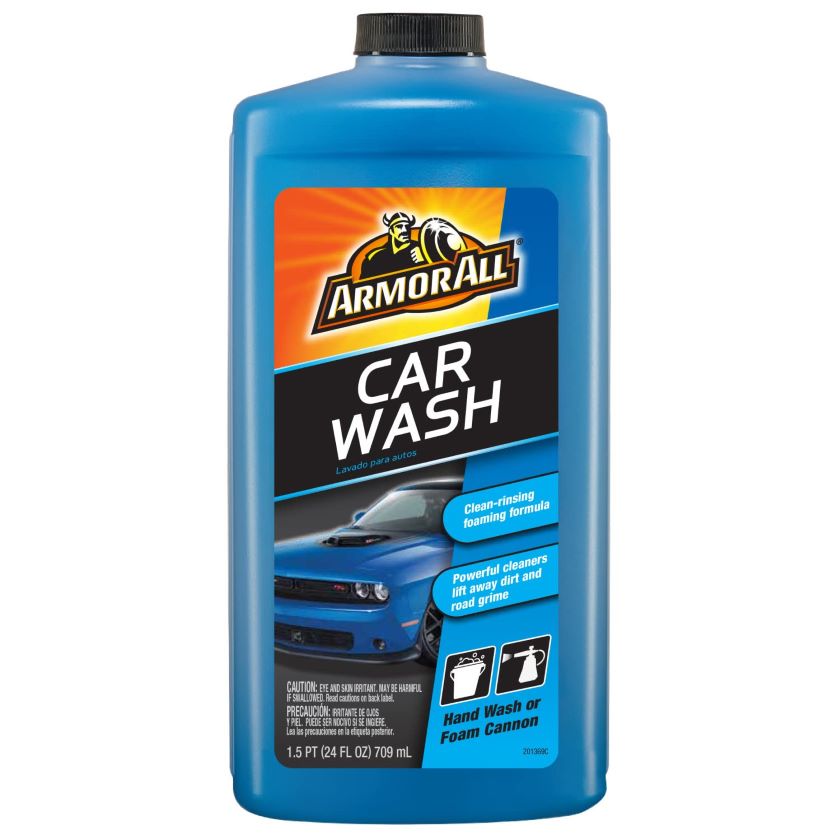 ARMORALL®
CAR
WASH
Lavado para autos
Clean-rinsing
foaming formula
Powerful cleaners
lift away dirt and
road grime
Hand Wash or
Foam Cannon
CAUTION: EYE AND SKIN IRRITANT. MAY BE HARMFUL
IF SWALLOWED. Read cautions on back label.
PRECAUCIÓN: IRRITANTE DE OJOS
Y PIEL. PUEDE SER NOCIVO SI SE INGIERE.
Lea las precauciones en la etiqueta posterior.
1.5 PT (24 FL OZ) 709 mL
201369C